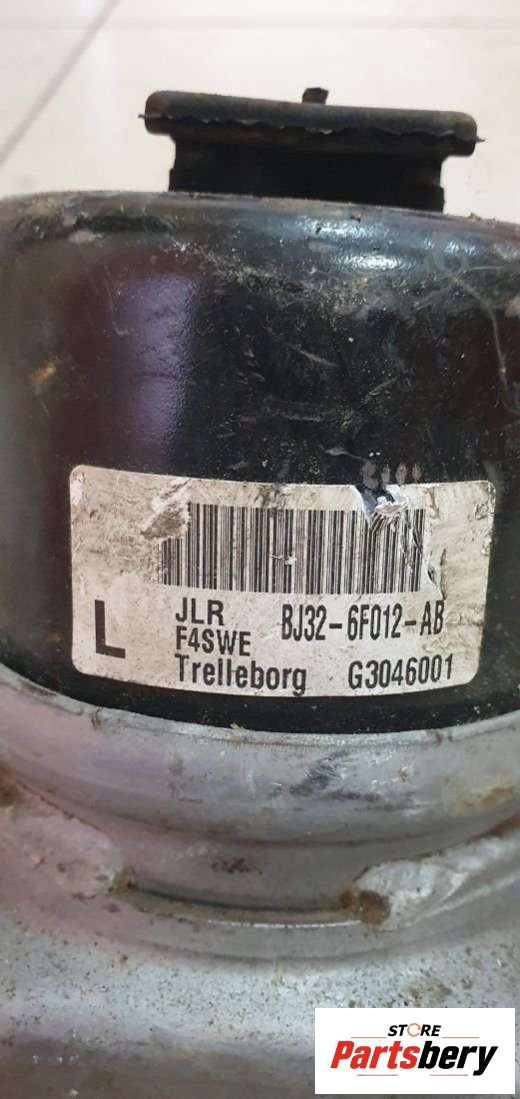 JLR BJ32-6F012-AB
L F4SWE
Trelleborg G3046001
STORE
Partsbery